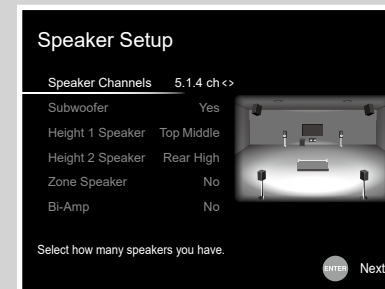 Speaker Setup
Speaker Channels 5.1.4 ch <>
Subwoofer Yes
Height 1 Speaker Top Middle
Height 2 Speaker Rear High
Zone Speaker No
Bi-Amp No
Select how many speakers you have.
ENTER Next